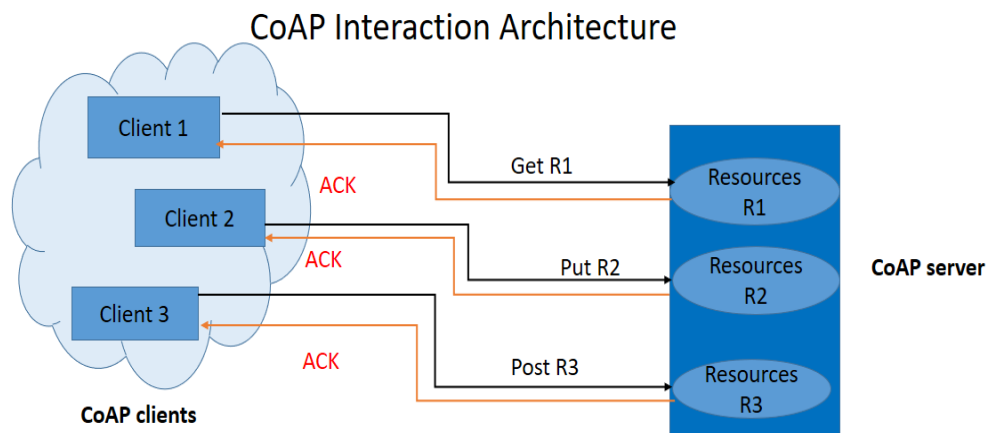 CoAP Interaction Architecture
Client 1
Get R1
Resources
R1
ACK
Client 2
Put R2
Resources
R2
ACK
CoAP server
Client 3
Post R3
Resources
R3
ACK
CoAP clients